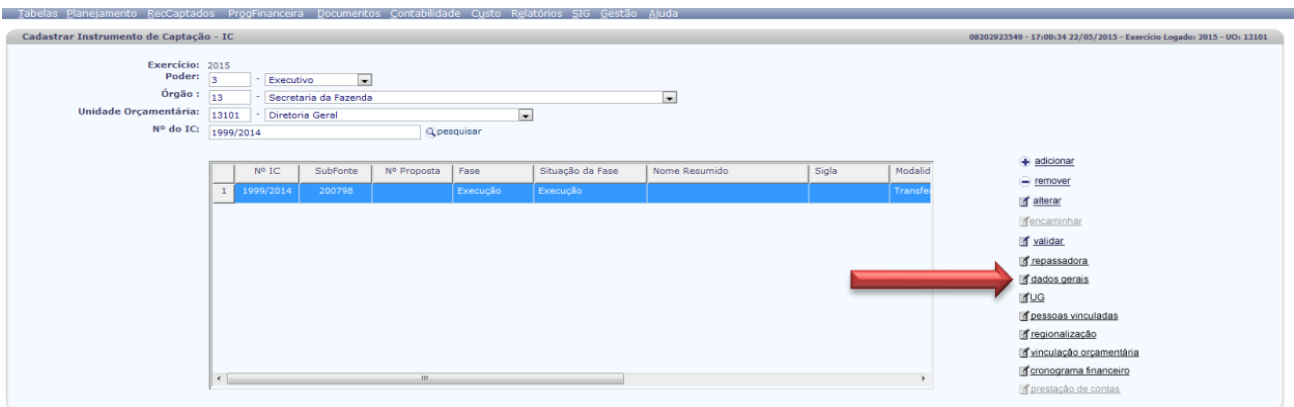 Tabelas Planejamento RecCaptados ProgFinanceira Documentos Contabilidade Custo Relatórios SIG Gestão Ajuda
Cadastrar Instrumento de Captação - IC 08202923549 - 17:00:34 22/05/2015 - Exercício Logado: 2015 - UO: 13101
Exercício: 2015
Poder: 3 - Executivo
Órgão : 13 - Secretaria da Fazenda
Unidade Orçamentária: 13101 - Diretoria Geral
Nº do IC: 1999/2014 pesquisar
Nº IC SubFonte Nº Proposta Fase Situação da Fase Nome Resumido Sigla Modalid
1 1999/2014 200798 Execução Execução Transfe
adicionar
remover
alterar
encaminhar
validar
repassadora
dados gerais
UG
pessoas vinculadas
regionalização
vinculação orçamentária
cronograma financeiro
prestação de contas